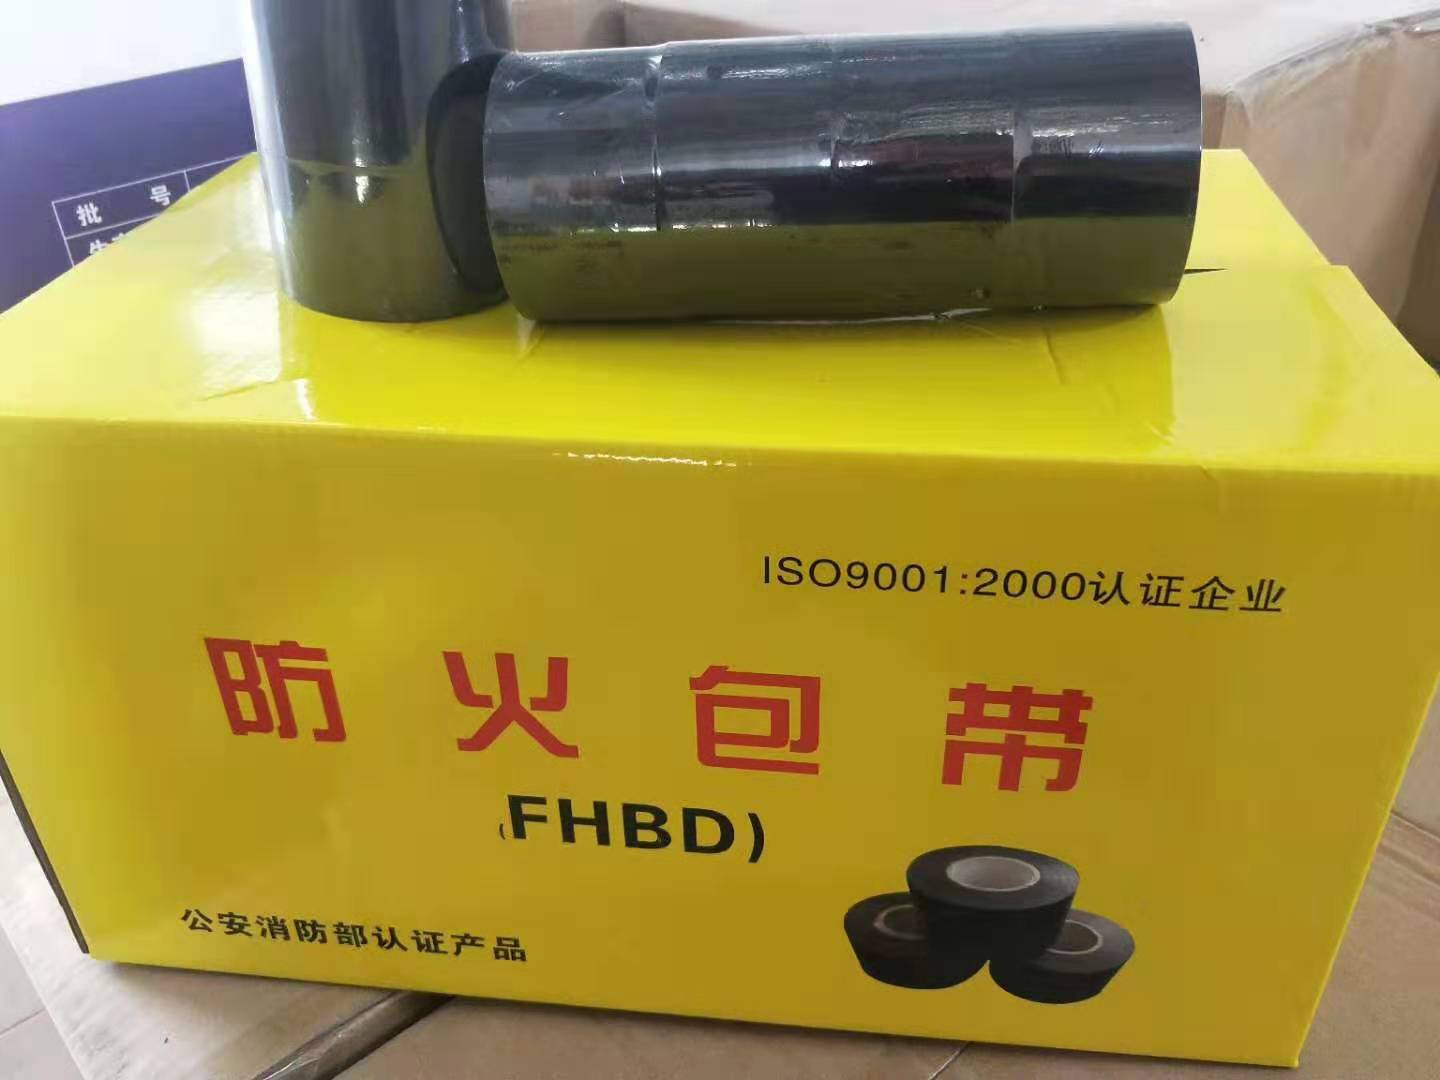 批 号
ISO9001:2000认证企业
防火包带
(FHBD)
公安消防部认证产品